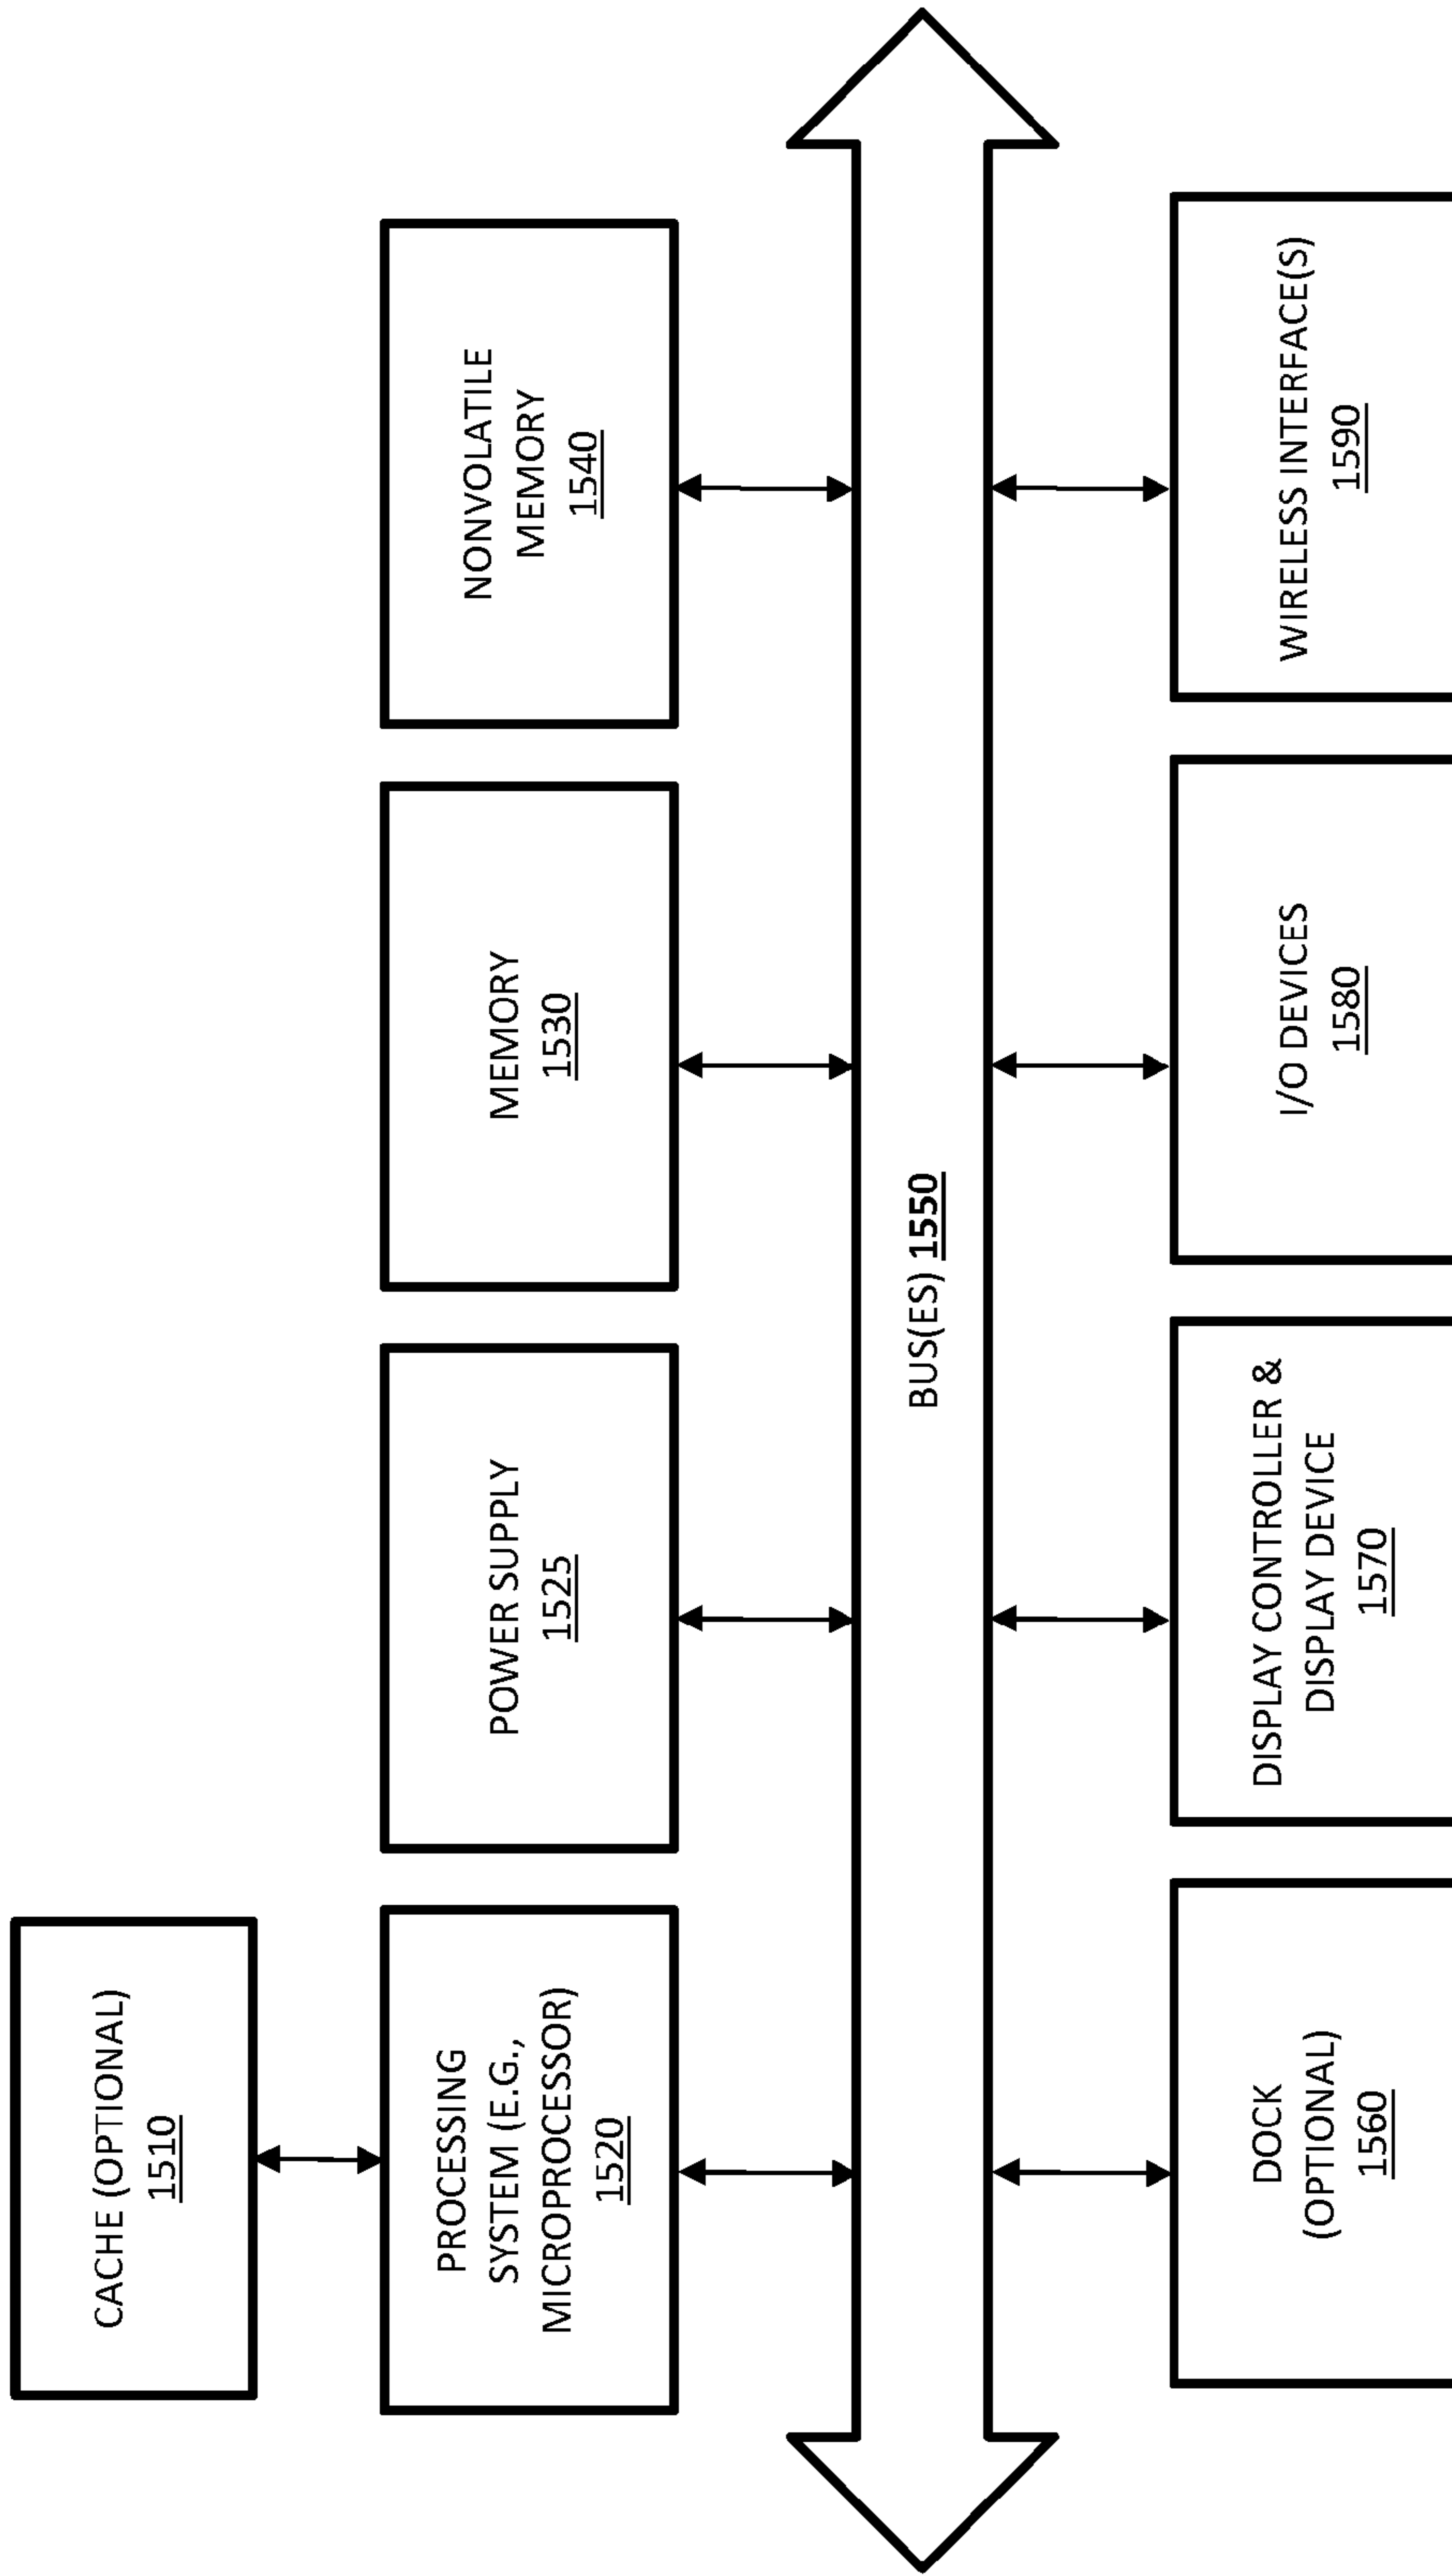 CACHE (OPTIONAL)
1510
PROCESSING
SYSTEM (E.G.,
MICROPROCESSOR)
1520
POWER SUPPLY
1525
MEMORY
1530
NONVOLATILE
MEMORY
1540
BUS(ES) 1550
DOCK
(OPTIONAL)
1560
DISPLAY CONTROLLER &
DISPLAY DEVICE
1570
I/O DEVICES
1580
WIRELESS INTERFACE(S)
1590